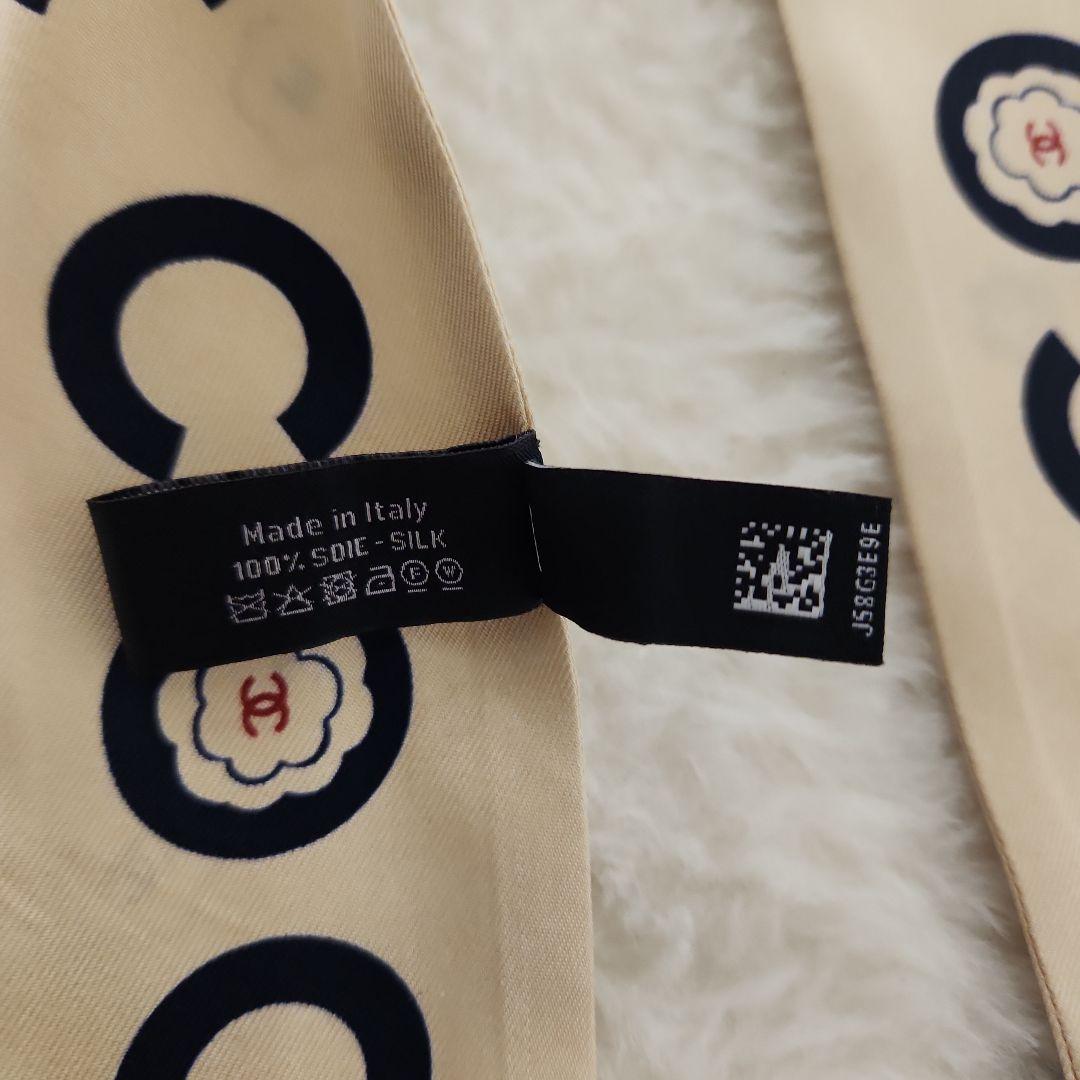 Made in Italy
100% SOIE-SILK
J58G3E9E